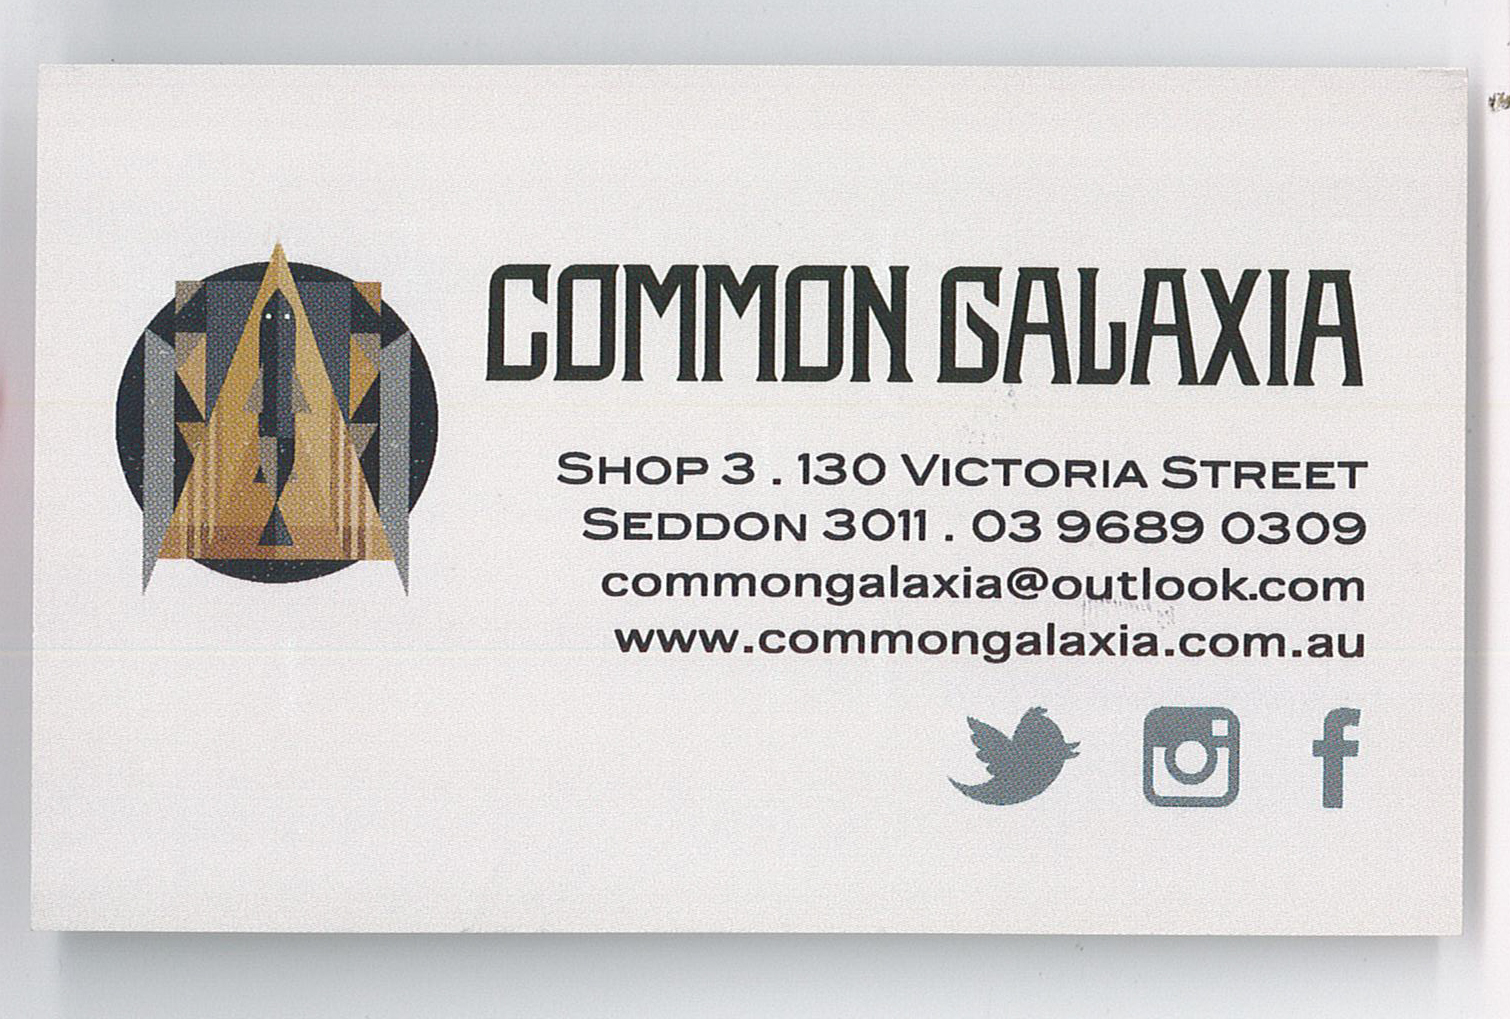 COMMON GALAXIA
SHOP 3 . 130 VICTORIA STREET
SEDDON 3011 . 03 9689 0309
commongalaxia@outlook.com
www.commongalaxia.com.au